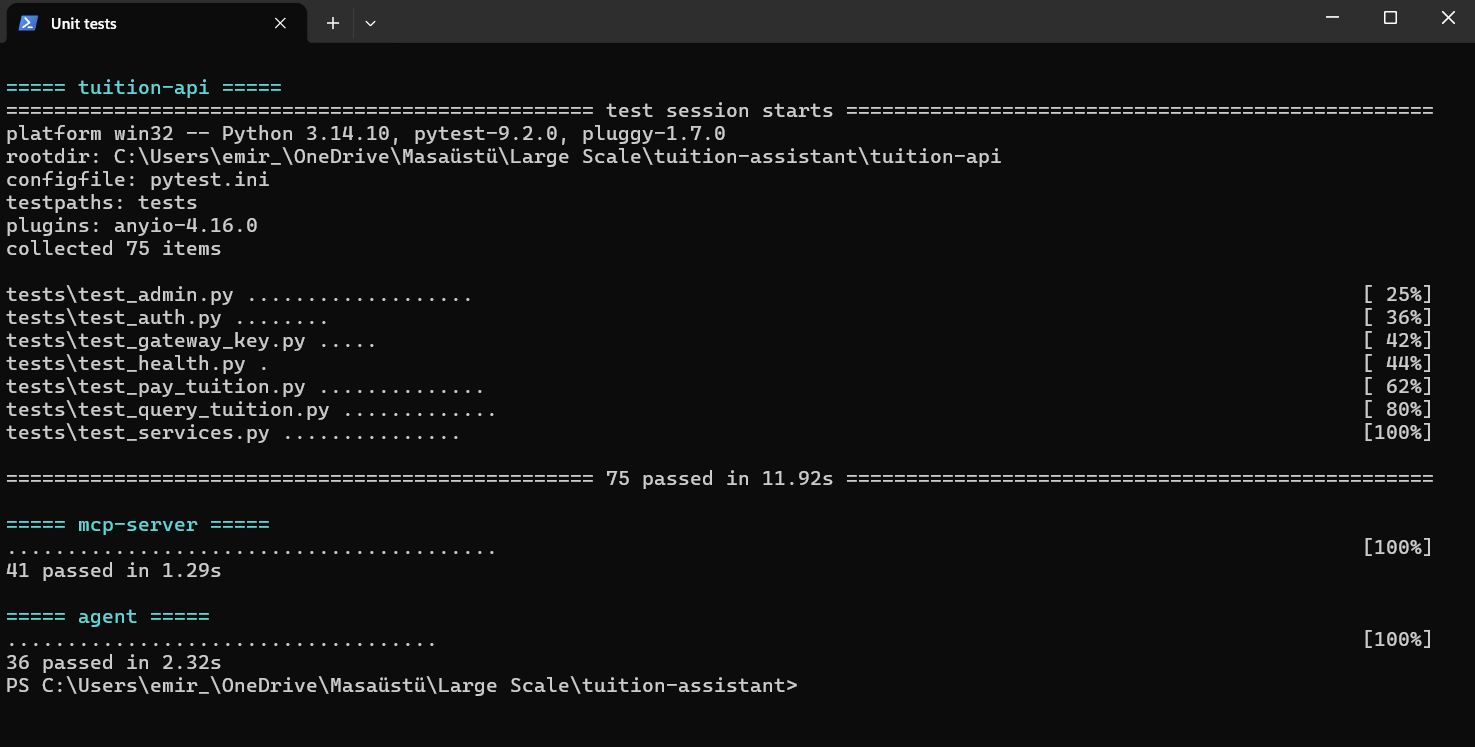 Unit tests
===== tuition-api =====
================================================= test session starts =================================================
platform win32 -- Python 3.14.10, pytest-9.2.0, pluggy-1.7.0
rootdir: C:\Users\emir_\OneDrive\Masaüstü\Large Scale\tuition-assistant\tuition-api
configfile: pytest.ini
testpaths: tests
plugins: anyio-4.16.0
collected 75 items
tests\test_admin.py ................... [ 25%]
tests\test_auth.py ........ [ 36%]
tests\test_gateway_key.py ..... [ 42%]
tests\test_health.py . [ 44%]
tests\test_pay_tuition.py .............. [ 62%]
tests\test_query_tuition.py ............. [ 80%]
tests\test_services.py ............... [100%]
================================================= 75 passed in 11.92s =================================================
===== mcp-server =====
......................................... [100%]
41 passed in 1.29s
===== agent =====
.................................... [100%]
36 passed in 2.32s
PS C:\Users\emir_\OneDrive\Masaüstü\Large Scale\tuition-assistant>